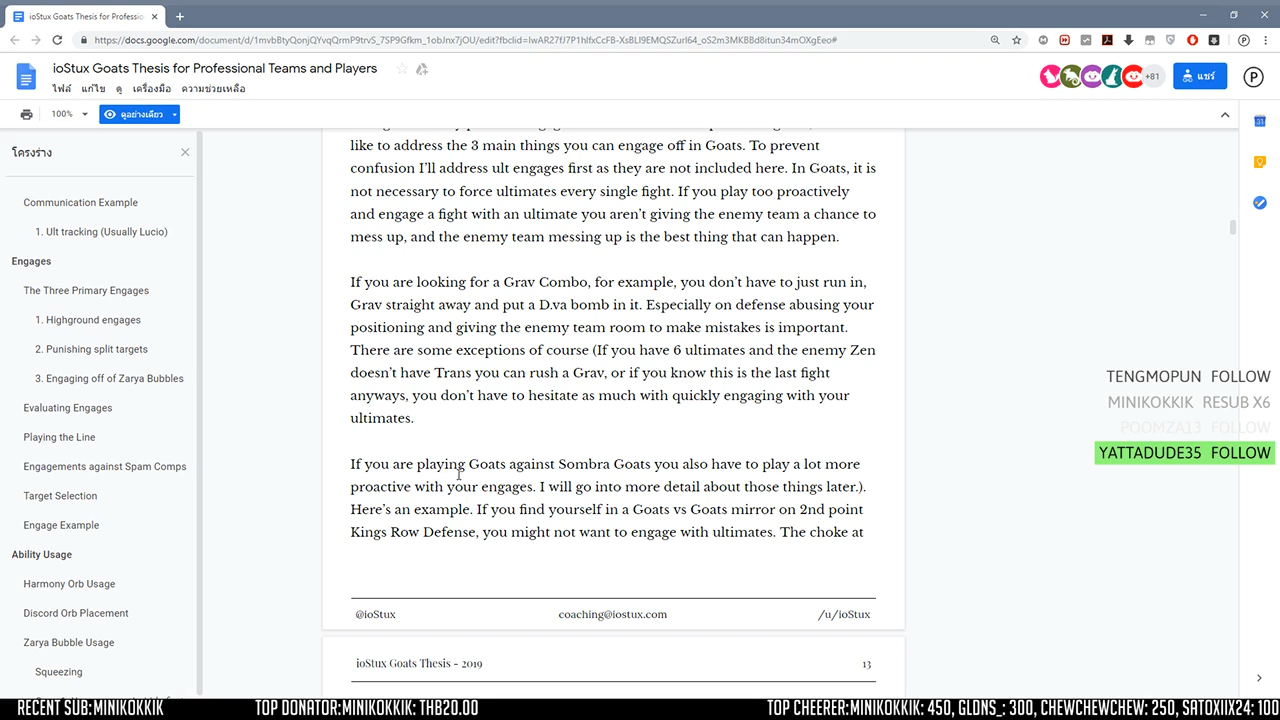 ioStux Goats Thesis for Professio
https://docs.google.com/document/d/1mvbBtyQonjQYvqQrmP9trvS_7SP9Gfkm_1obJnx7jOU/edit?fbclid=IwAR27fJ7P1hlfxCcFB-XsBLI9EMQSZurl64_oS2m3MKBBd8itun34mOXgEeo#
ioStux Goats Thesis for Professional Teams and Players
ไฟล์ แก้ไข ดู เครื่องมือ ความช่วยเหลือ
+81
แชร์
P
100%
ดูอย่างเดียว
โครงร่าง
Communication Example
1. Ult tracking (Usually Lucio)
Engages
The Three Primary Engages
1. Highground engages
2. Punishing split targets
3. Engaging off of Zarya Bubbles
Evaluating Engages
Playing the Line
Engagements against Spam Comps
Target Selection
Engage Example
Ability Usage
Harmony Orb Usage
Discord Orb Placement
Zarya Bubble Usage
Squeezing
like to address the 3 main things you can engage off in Goats. To prevent
confusion I'll address ult engages first as they are not included here. In Goats, it is
not necessary to force ultimates every single fight. If you play too proactively
and engage a fight with an ultimate you aren't giving the enemy team a chance to
mess up, and the enemy team messing up is the best thing that can happen.
If you are looking for a Grav Combo, for example, you don't have to just run in,
Grav straight away and put a D.va bomb in it. Especially on defense abusing your
positioning and giving the enemy team room to make mistakes is important.
There are some exceptions of course (If you have 6 ultimates and the enemy Zen
doesn't have Trans you can rush a Grav, or if you know this is the last fight
anyways, you don't have to hesitate as much with quickly engaging with your
ultimates.
If you are playing Goats against Sombra Goats you also have to play a lot more
proactive with your engages. I will go into more detail about those things later.).
Here's an example. If you find yourself in a Goats vs Goats mirror on 2nd point
Kings Row Defense, you might not want to engage with ultimates. The choke at
@ioStux coaching@iostux.com /u/ioStux
ioStux Goats Thesis - 2019 13
TENGMOPUN FOLLOW
MINIKOKKIK RESUB X6
POOMZA13 FOLLOW
YATTADUDE35 FOLLOW
RECENT SUB:MINIKOKKIK TOP DONATOR:MINIKOKKIK: THB20.00 TOP CHEERER:MINIKOKKIK: 450, GLDNS_: 300, CHEWCHEWCHEW: 250, SATOXIIX24: 100